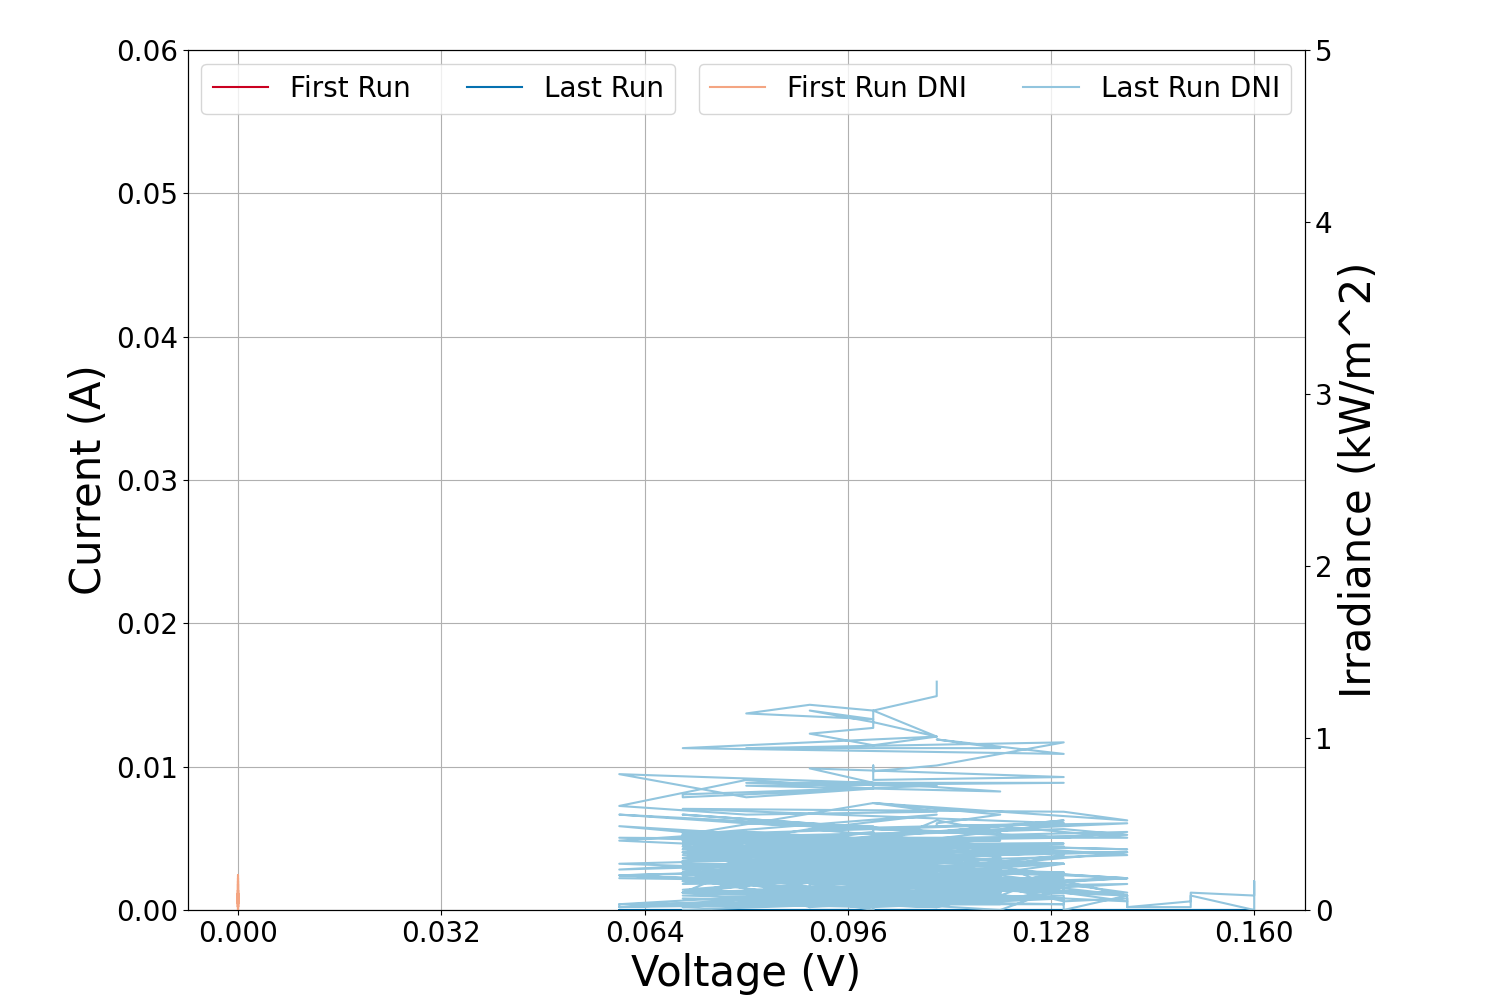 First Run
Last Run
First Run DNI
Last Run DNI
0.06
0.05
0.04
0.03
0.02
0.01
0.00
Current (A)
5
4
3
2
1
0
Irradiance (kW/m^2)
0.000
0.032
0.064
0.096
0.128
0.160
Voltage (V)